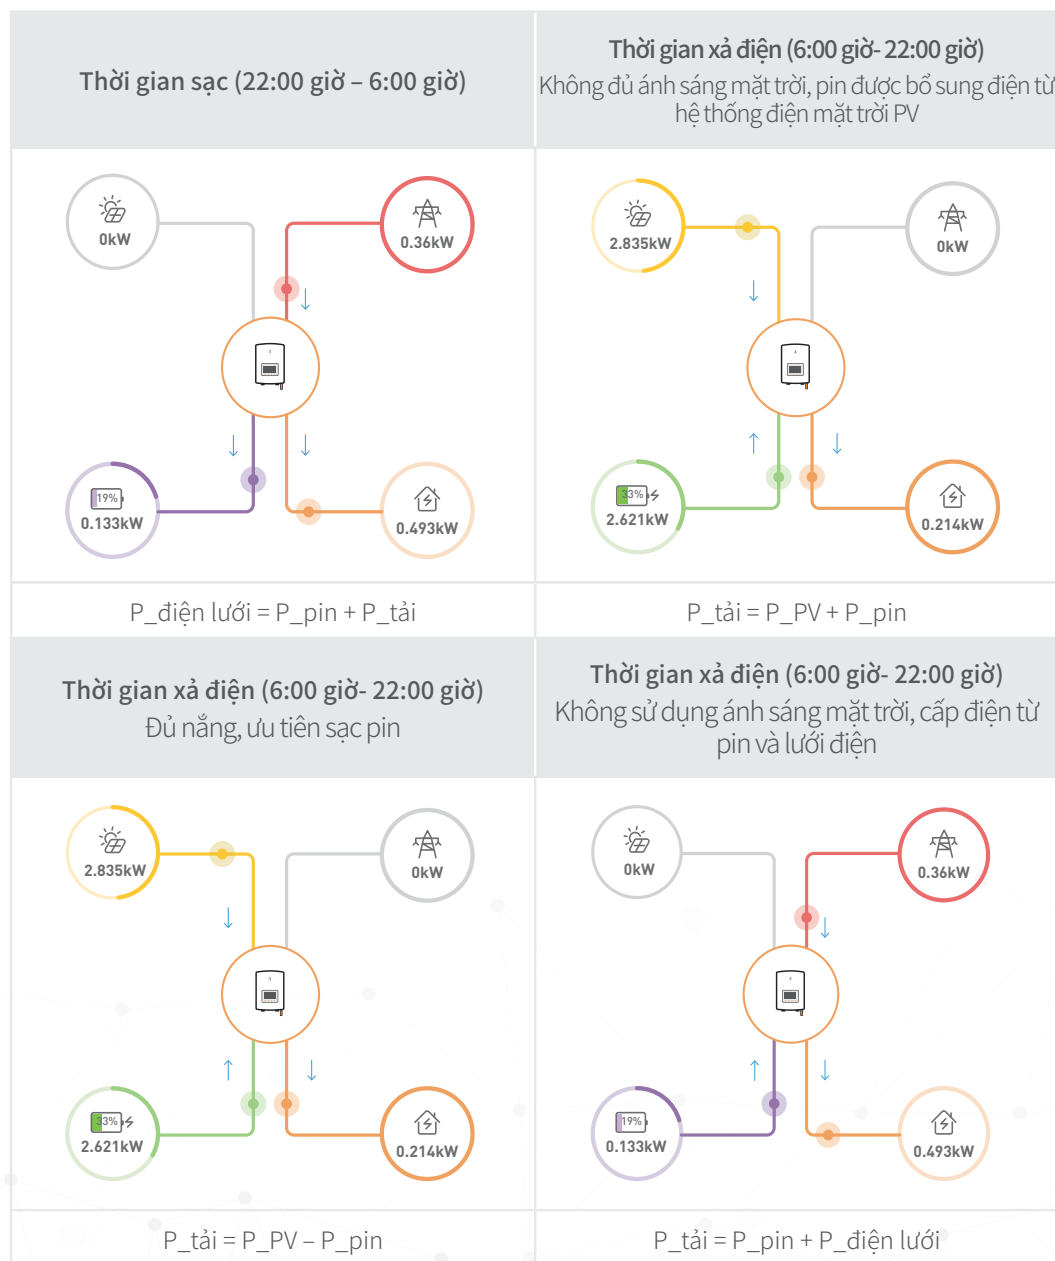 Thời gian sạc (22:00 giờ – 6:00 giờ)
Thời gian xả điện (6:00 giờ- 22:00 giờ)
Không đủ ánh sáng mặt trời, pin được bổ sung điện từ
hệ thống điện mặt trời PV
0kW
0.36kW
19%
0.133kW
0.493kW
2.835kW
0kW
33%
2.621kW
0.214kW
P_điện lưới = P_pin + P_tải
P_tải = P_PV + P_pin
Thời gian xả điện (6:00 giờ- 22:00 giờ)
Đủ nắng, ưu tiên sạc pin
Thời gian xả điện (6:00 giờ- 22:00 giờ)
Không sử dụng ánh sáng mặt trời, cấp điện từ
pin và lưới điện
2.835kW
0kW
33%
2.621kW
0.214kW
0kW
0.36kW
19%
0.133kW
0.493kW
P_tải = P_PV – P_pin
P_tải = P_pin + P_điện lưới